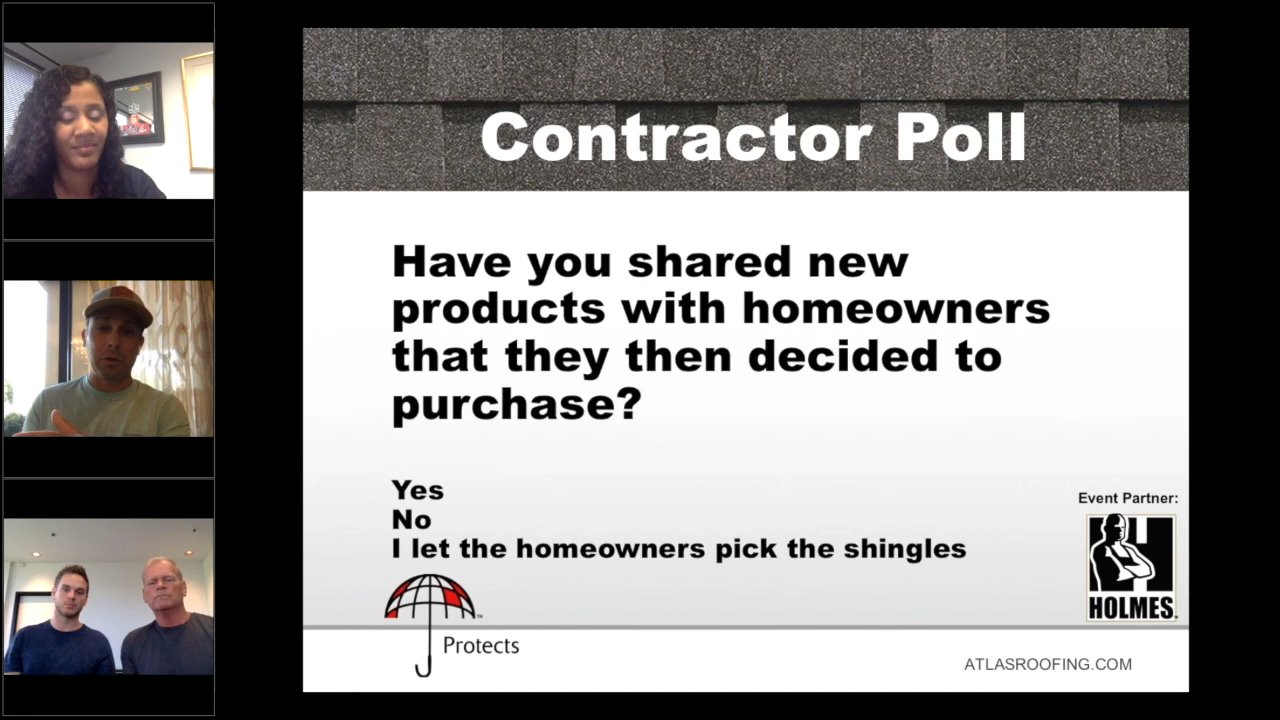 Contractor Poll
Have you shared new
products with homeowners
that they then decided to
purchase?
Yes
No
I let the homeowners pick the shingles
Event Partner:
HOLMES
Protects
ATLASROOFING.COM